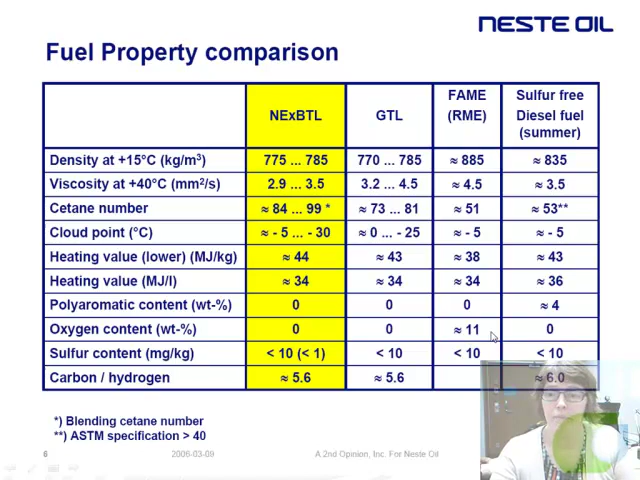 NESTE OIL
Fuel Property comparison
NExBTL GTL FAME (RME) Sulfur free Diesel fuel (summer)
Density at +15°C (kg/m³) 775 ... 785 770 ... 785 ≈ 885 ≈ 835
Viscosity at +40°C (mm²/s) 2.9 ... 3.5 3.2 ... 4.5 ≈ 4.5 ≈ 3.5
Cetane number ≈ 84 ... 99 * ≈ 73 ... 81 ≈ 51 ≈ 53**
Cloud point (°C) ≈ - 5 ... - 30 ≈ 0 ... - 25 ≈ - 5 ≈ - 5
Heating value (lower) (MJ/kg) ≈ 44 ≈ 43 ≈ 38 ≈ 43
Heating value (MJ/l) ≈ 34 ≈ 34 ≈ 34 ≈ 36
Polyaromatic content (wt-%) 0 0 0 ≈ 4
Oxygen content (wt-%) 0 0 ≈ 11 0
Sulfur content (mg/kg) < 10 (< 1) < 10 < 10 < 10
Carbon / hydrogen ≈ 5.6 ≈ 5.6 ≈ 6.0
*) Blending cetane number
**) ASTM specification > 40
6 2006-03-09 A 2nd Opinion, Inc. For Neste Oil